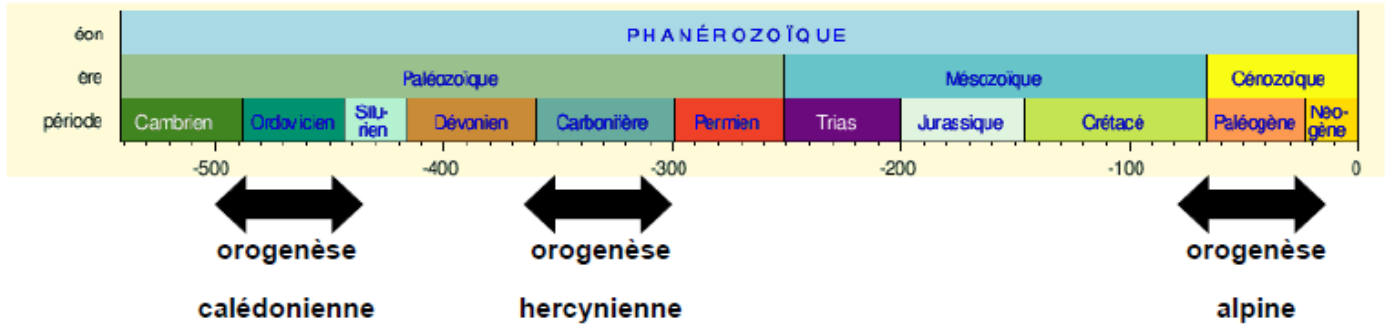 éon PHANÉROZOÏQUE
ère Paléozoïque Mésozoïque Cénozoïque
période Cambrien Ordovicien Silu-
rien Dévonien Carbonifère Permien Trias Jurassique Crétacé Paléogène Néo-
gène
-500 -400 -300 -200 -100 0
orogenèse orogenèse orogenèse
calédonienne hercynienne alpine